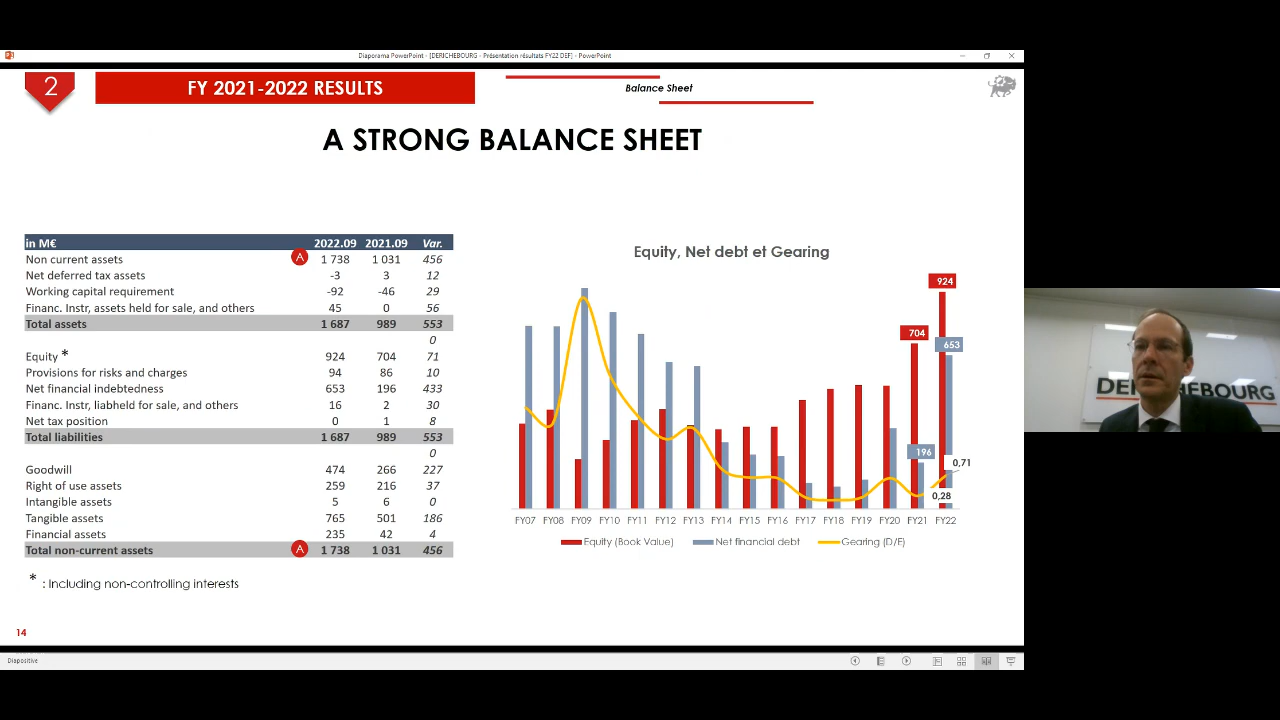 Diaporama PowerPoint - [DERICHEBOURG - Présentation résultats FY22 DEF] - PowerPoint
2
FY 2021-2022 RESULTS
Balance Sheet
A STRONG BALANCE SHEET
in M€ 2022.09 2021.09 Var.
Non current assets A 1 738 1 031 456
Net deferred tax assets -3 3 12
Working capital requirement -92 -46 29
Financ. Instr, assets held for sale, and others 45 0 56
Total assets 1 687 989 553
0
Equity * 924 704 71
Provisions for risks and charges 94 86 10
Net financial indebtedness 653 196 433
Financ. Instr, liabheld for sale, and others 16 2 30
Net tax position 0 1 8
Total liabilities 1 687 989 553
0
Goodwill 474 266 227
Right of use assets 259 216 37
Intangible assets 5 6 0
Tangible assets 765 501 186
Financial assets 235 42 4
Total non-current assets A 1 738 1 031 456
* : Including non-controlling interests
Equity, Net debt et Gearing
924
704
653
196
0,71
0,28
FY07 FY08 FY09 FY10 FY11 FY12 FY13 FY14 FY15 FY16 FY17 FY18 FY19 FY20 FY21 FY22
Equity (Book Value) Net financial debt Gearing (D/E)
14
Diapositive
DERICHEBOURG